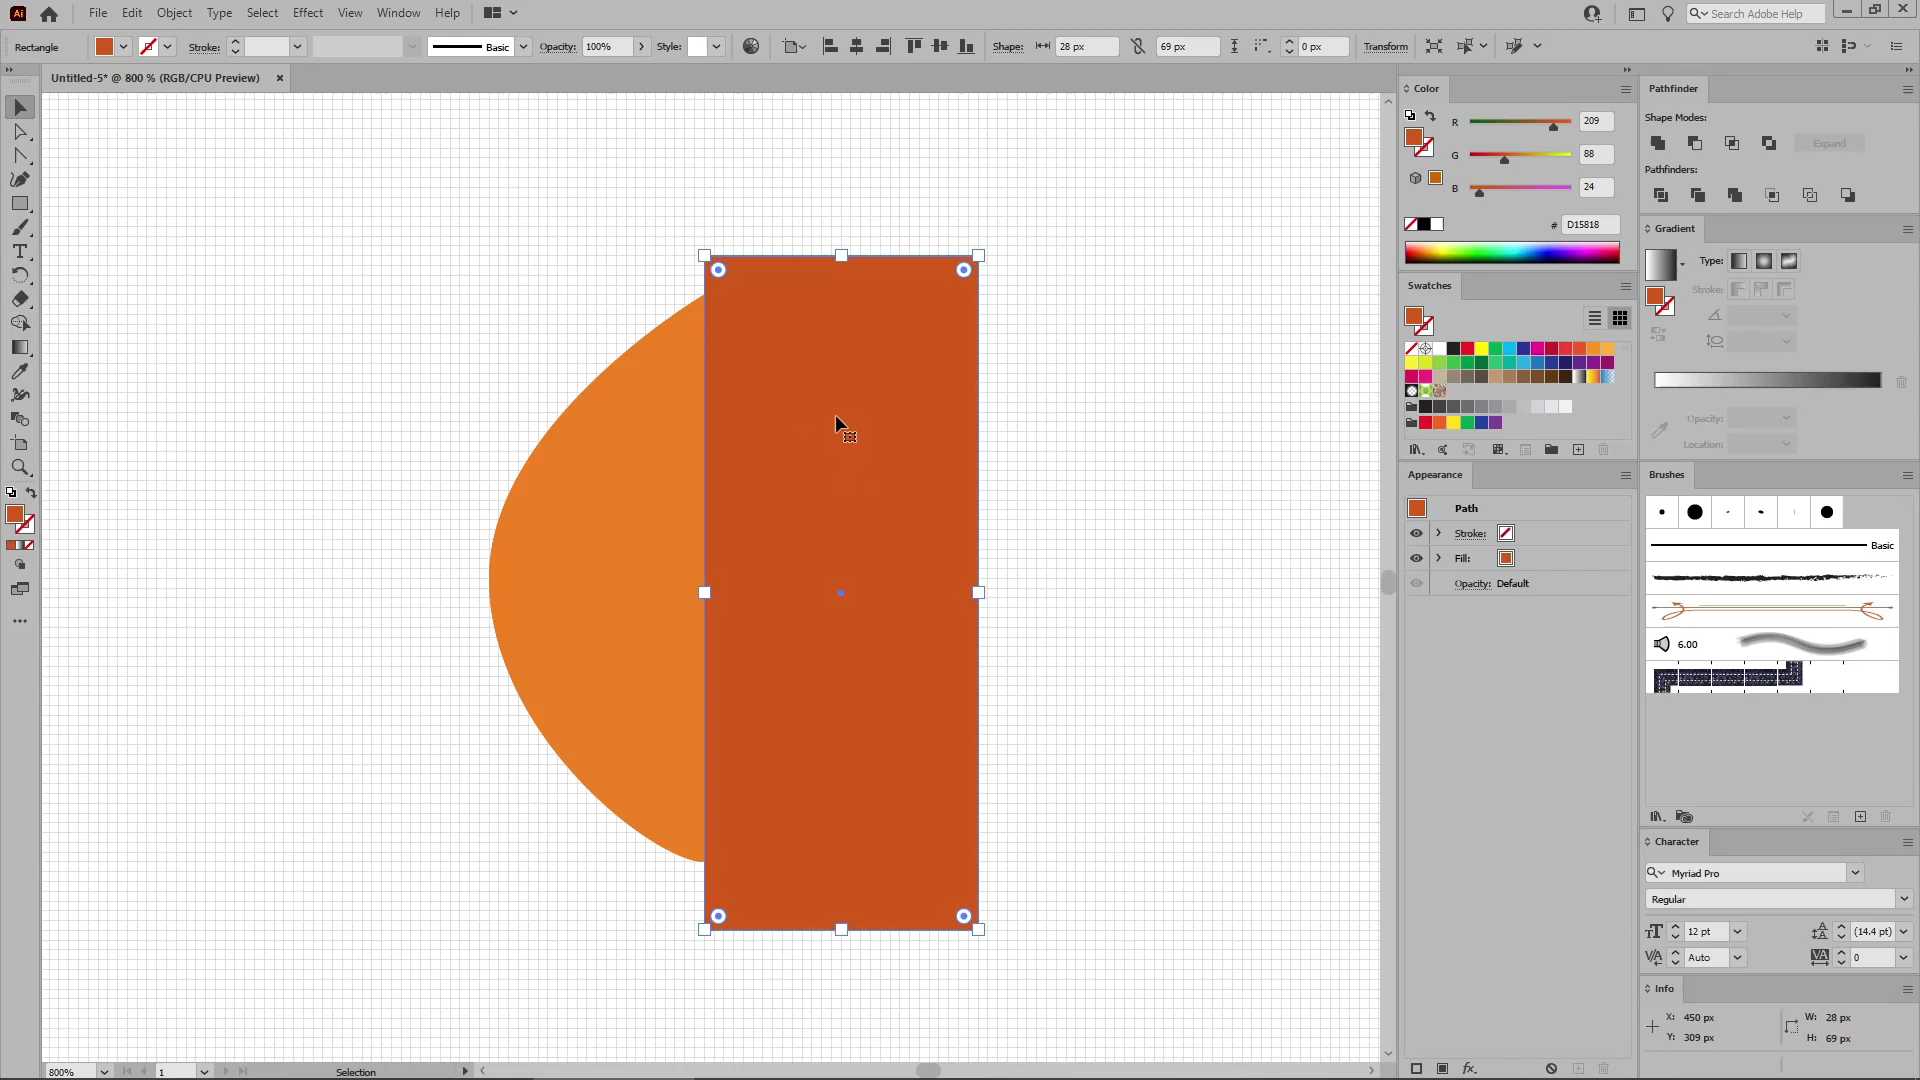 Ai File Edit Object Type Select Effect View Window Help Search Adobe Help
Rectangle Stroke: Basic Opacity: 100% Style: Shape: 28 px 69 px 0 px Transform
Untitled-5* @ 800 % (RGB/CPU Preview) ×
Color
R 209
G 88
B 24
# D15818
Swatches
Appearance
Path
Stroke:
Fill:
Opacity: Default
fx
Pathfinder
Shape Modes:
Expand
Pathfinders:
Gradient
Type:
Stroke:
Opacity:
Location:
Brushes
Basic
6.00
Character
Myriad Pro
Regular
12 pt (14.4 pt)
Auto 0
Info
X: 450 px W: 28 px
Y: 309 px H: 69 px
800% 1 Selection